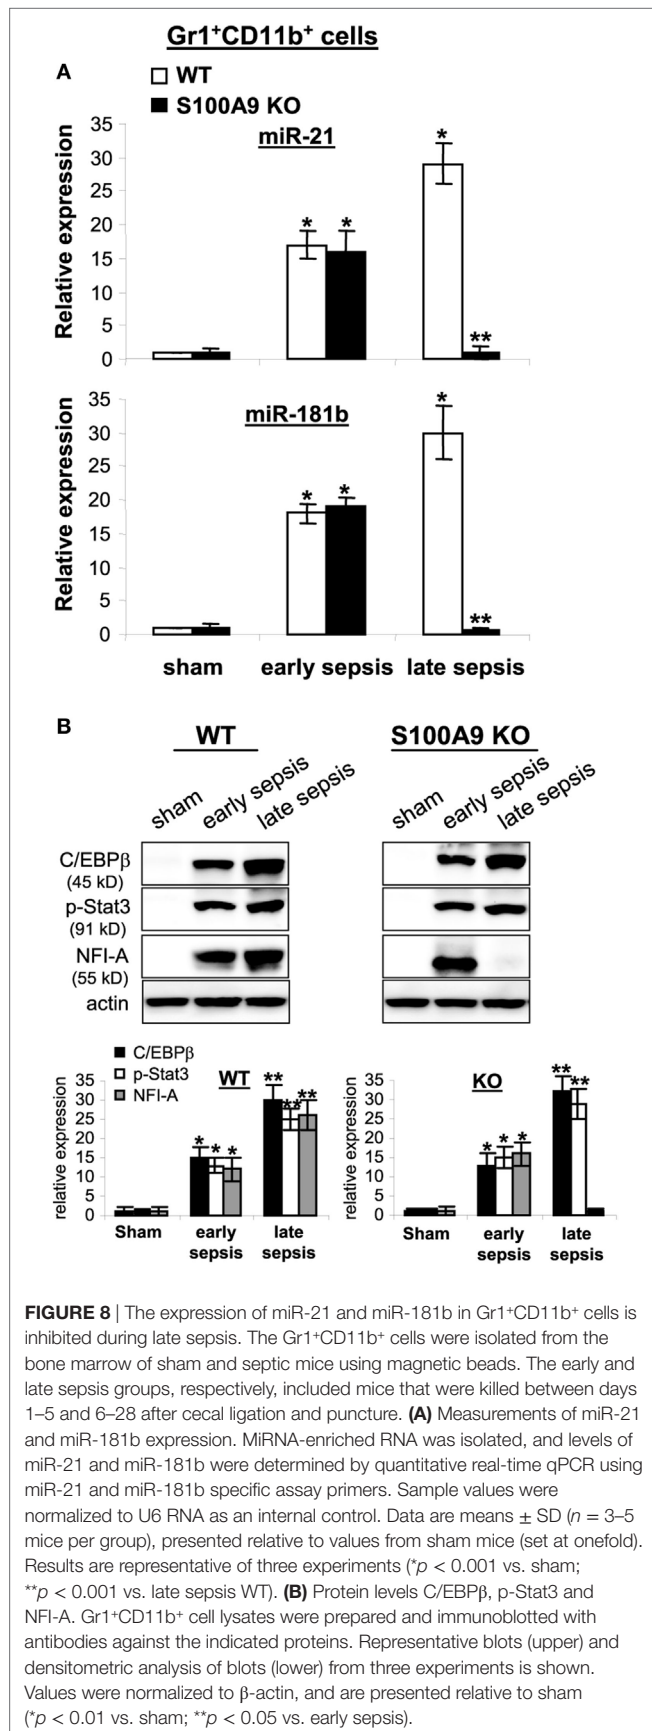 Gr1⁺CD11b⁺ cells
A
WT
S100A9 KO
miR-21
Relative expression
35
30
25
20
15
10
5
0
*
*
*
**
miR-181b
Relative expression
35
30
25
20
15
10
5
0
*
*
*
**
sham early sepsis late sepsis
B
WT S100A9 KO
sham early sepsis late sepsis sham early sepsis late sepsis
C/EBPβ
(45 kD)
p-Stat3
(91 kD)
NFI-A
(55 kD)
actin
C/EBPβ
p-Stat3
NFI-A
WT
relative expression
35
30
25
20
15
10
5
0
* * *
** ** **
Sham early sepsis late sepsis
KO
relative expression
35
30
25
20
15
10
5
0
* * *
** **
Sham early sepsis late sepsis
FIGURE 8 | The expression of miR-21 and miR-181b in Gr1⁺CD11b⁺ cells is
inhibited during late sepsis. The Gr1⁺CD11b⁺ cells were isolated from the
bone marrow of sham and septic mice using magnetic beads. The early and
late sepsis groups, respectively, included mice that were killed between days
1–5 and 6–28 after cecal ligation and puncture. (A) Measurements of miR-21
and miR-181b expression. MiRNA-enriched RNA was isolated, and levels of
miR-21 and miR-181b were determined by quantitative real-time qPCR using
miR-21 and miR-181b specific assay primers. Sample values were
normalized to U6 RNA as an internal control. Data are means ± SD (n = 3–5
mice per group), presented relative to values from sham mice (set at onefold).
Results are representative of three experiments (*p < 0.001 vs. sham;
**p < 0.001 vs. late sepsis WT). (B) Protein levels C/EBPβ, p-Stat3 and
NFI-A. Gr1⁺CD11b⁺ cell lysates were prepared and immunoblotted with
antibodies against the indicated proteins. Representative blots (upper) and
densitometric analysis of blots (lower) from three experiments is shown.
Values were normalized to β-actin, and are presented relative to sham
(*p < 0.01 vs. sham; **p < 0.05 vs. early sepsis).